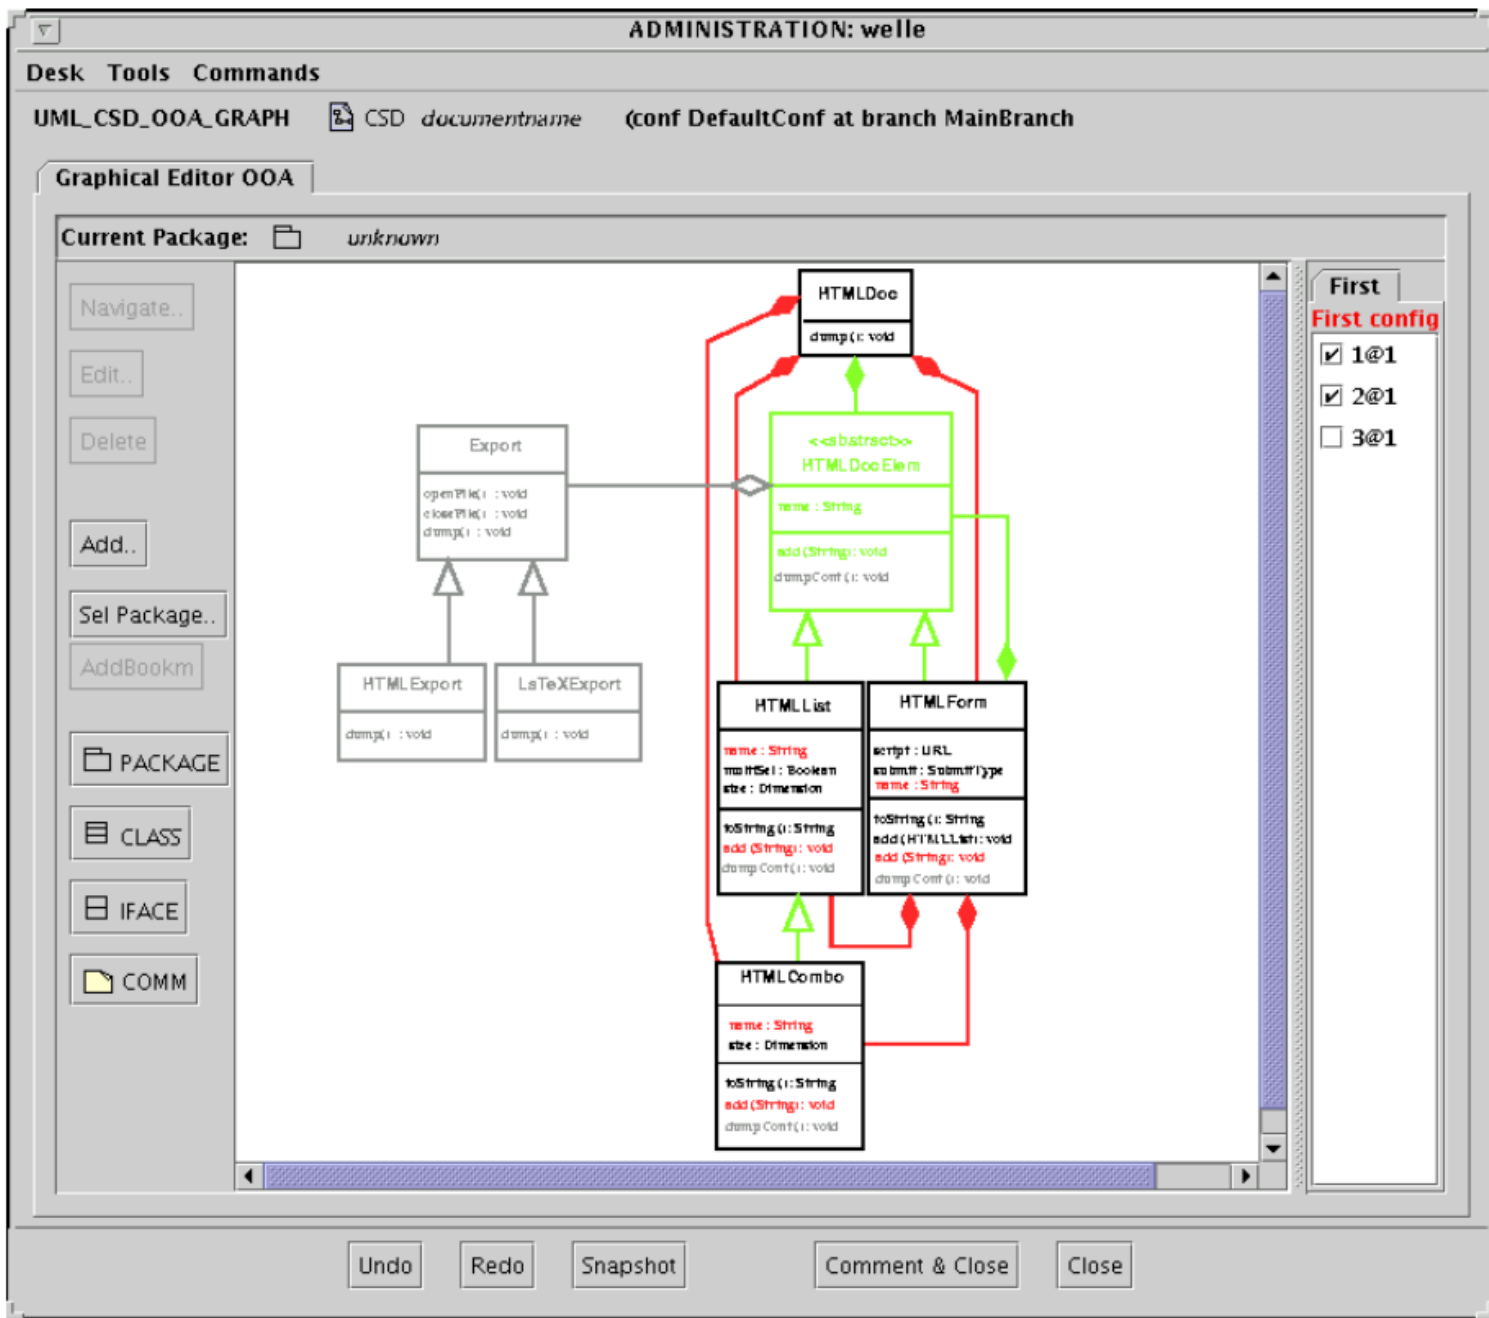 ADMINISTRATION: welle
Desk Tools Commands
UML_CSD_OOA_GRAPH CSD documentname (conf DefaultConf at branch MainBranch
Graphical Editor OOA
Current Package: unknown
Navigate..
Edit..
Delete
Add..
Sel Package..
AddBookm
PACKAGE
CLASS
IFACE
COMM
HTMLDoc
dump(): void
<<abstract>>
HTMLDocElem
name : String
add(String): void
dumpCont(): void
Export
openFile() : void
closeFile() : void
dump() : void
HTMLExport
dump() : void
LaTeXExport
dump() : void
HTMLList
name : String
multSel : Boolean
size : Dimension
toString(): String
add(String): void
dumpCont(): void
HTMLForm
script : URL
submit : SubmitType
name : String
toString(): String
add(HTMLList): void
add(String): void
dumpCont(): void
HTMLCombo
name : String
size : Dimension
toString(): String
add(String): void
dumpCont(): void
First
First config
1@1
2@1
3@1
Undo Redo Snapshot Comment & Close Close